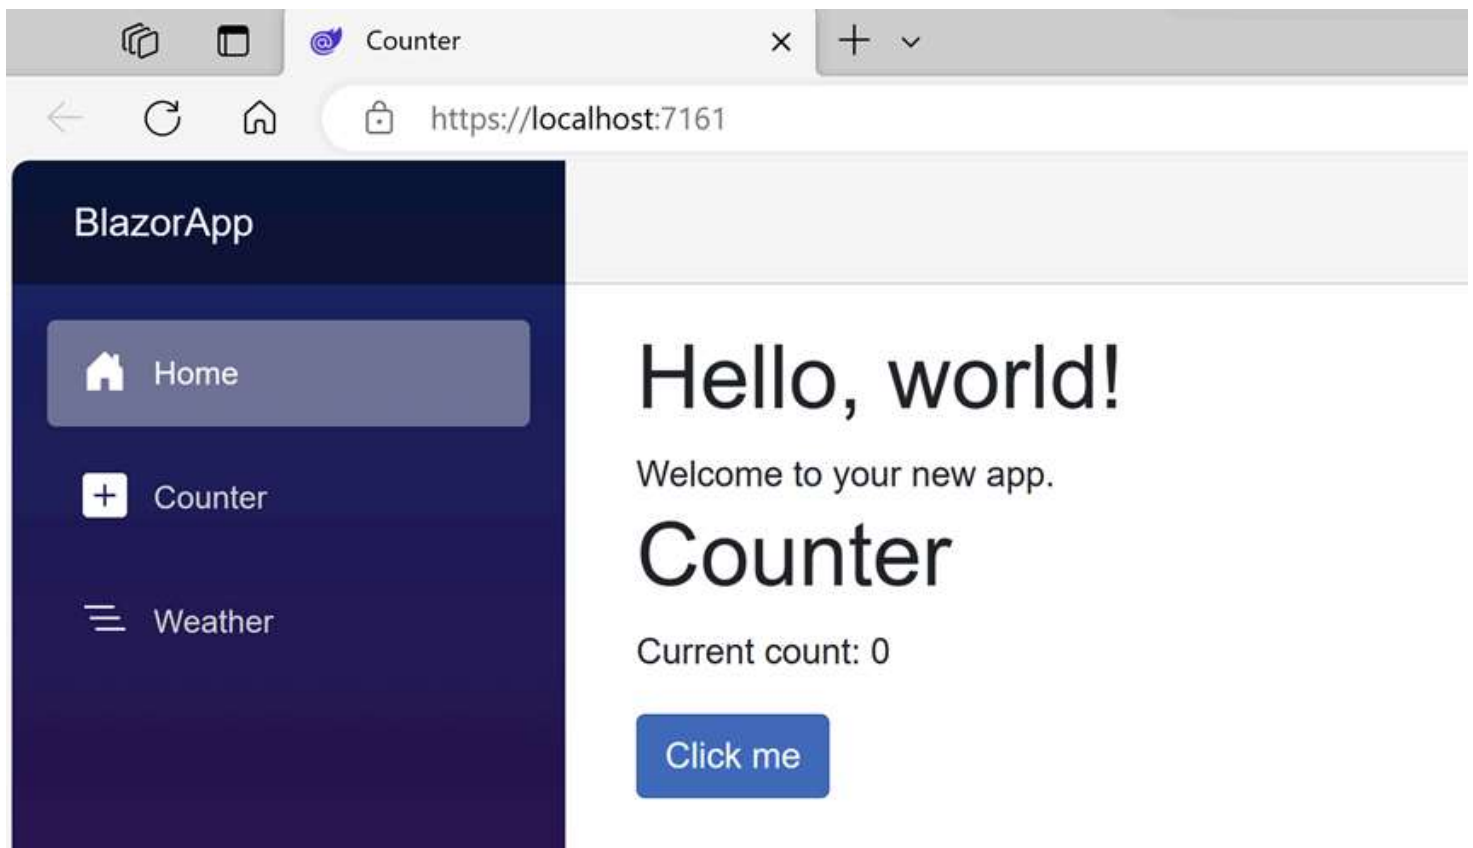 Counter
https://localhost:7161
BlazorApp
Home
Counter
Weather
Hello, world!
Welcome to your new app.
Counter
Current count: 0
Click me